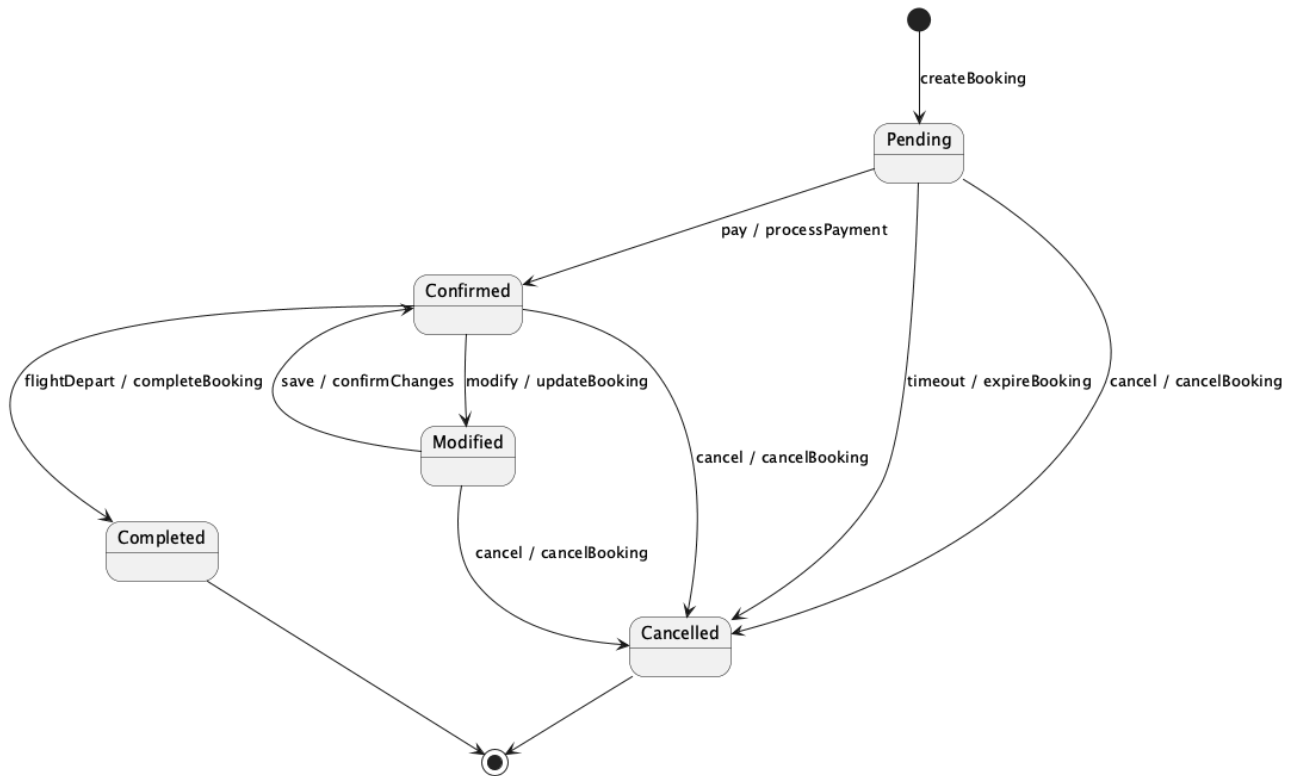 createBooking
Pending
pay / processPayment
Confirmed
flightDepart / completeBooking
save / confirmChanges
modify / updateBooking
timeout / expireBooking
cancel / cancelBooking
Modified
cancel / cancelBooking
Completed
cancel / cancelBooking
Cancelled